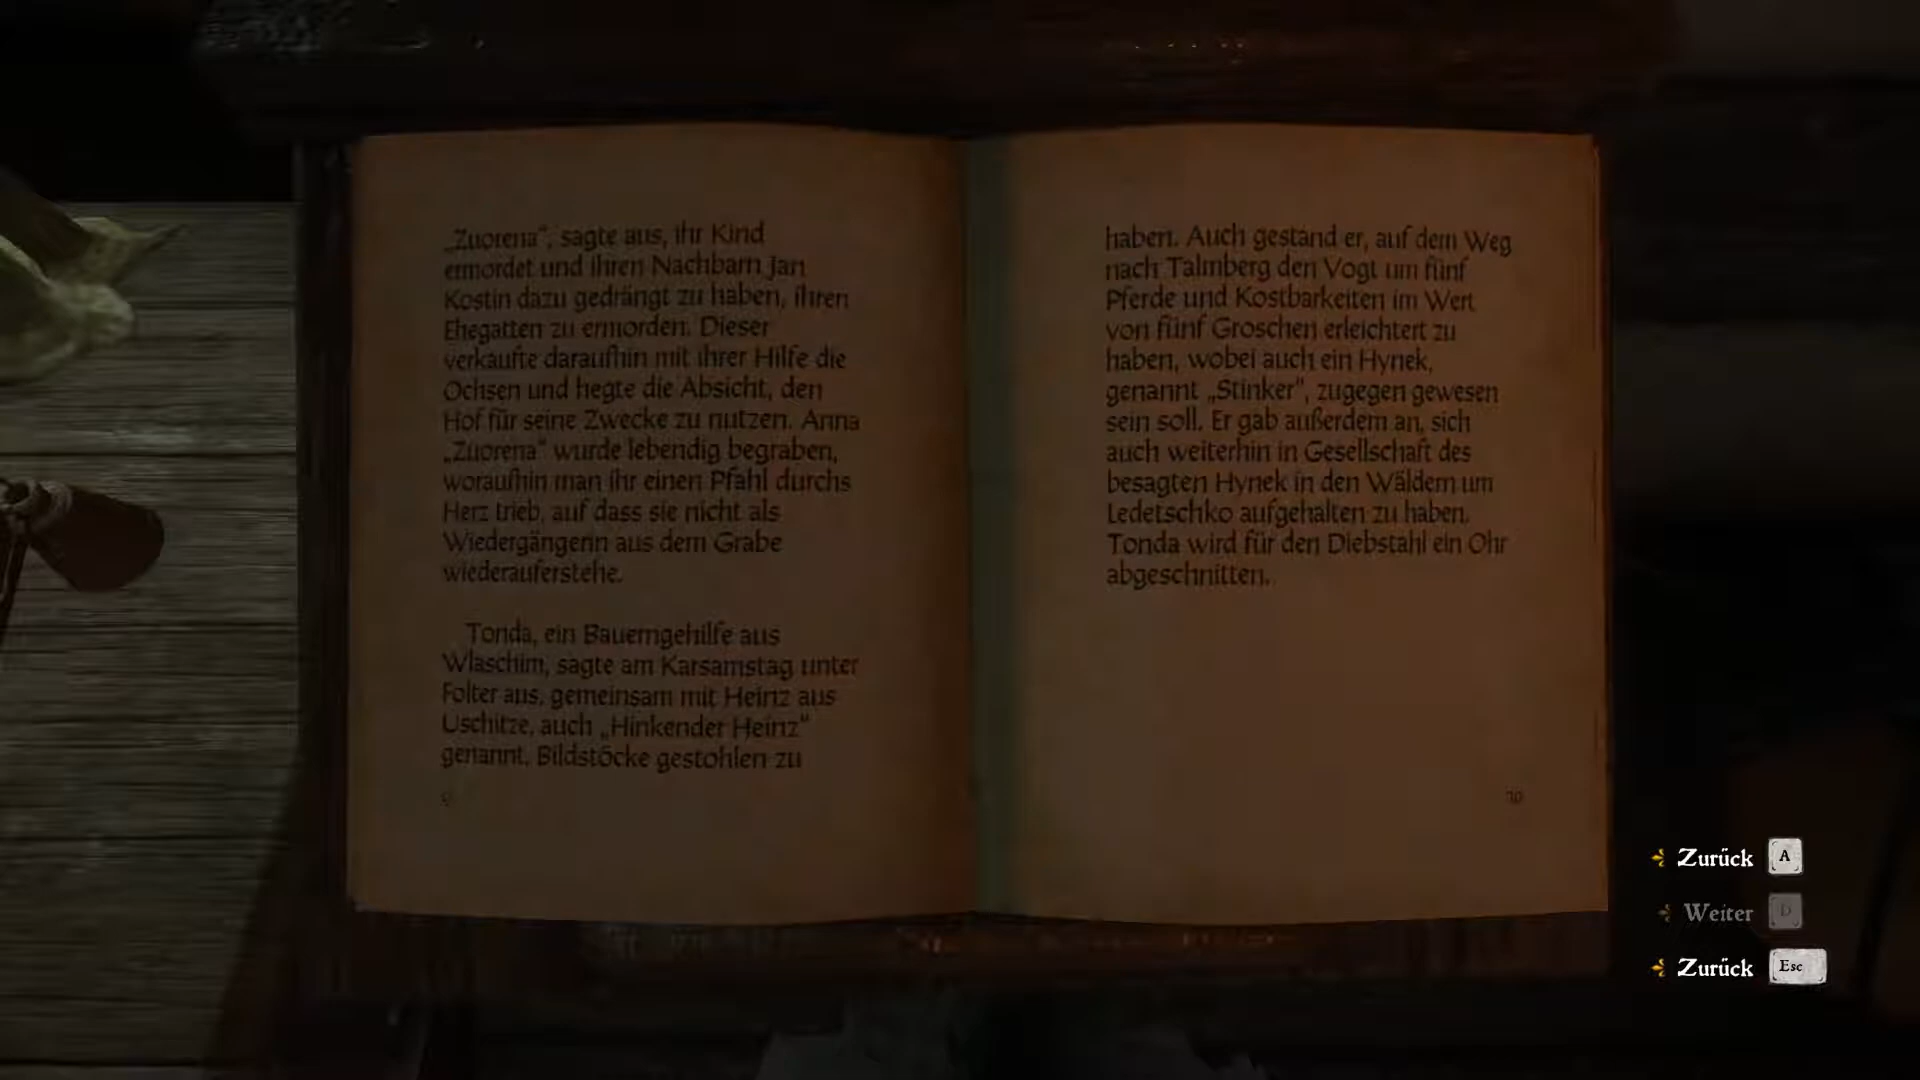 „Zuorena“, sagte aus, ihr Kind
ermordet und ihren Nachbarn Jan
Kostin dazu gedrängt zu haben, ihren
Ehegatten zu ermorden. Dieser
verkaufte daraufhin mit ihrer Hilfe die
Ochsen und hegte die Absicht, den
Hof für seine Zwecke zu nutzen. Anna
„Zuorena“ wurde lebendig begraben,
woraufhin man ihr einen Pfahl durchs
Herz trieb, auf dass sie nicht als
Wiedergängerin aus dem Grabe
wiederauferstehe.
Tonda, ein Bauerngehilfe aus
Wlaschim, sagte am Karsamstag unter
Folter aus, gemeinsam mit Heinz aus
Uschitze, auch „Hinkender Heinz“
genannt, Bildstöcke gestohlen zu
9
haben. Auch gestand er, auf dem Weg
nach Talmberg den Vogt um fünf
Pferde und Kostbarkeiten im Wert
von fünf Groschen erleichtert zu
haben, wobei auch ein Hynek,
genannt „Stinker“, zugegen gewesen
sein soll. Er gab außerdem an, sich
auch weiterhin in Gesellschaft des
besagten Hynek in den Wäldern um
Ledetschko aufgehalten zu haben.
Tonda wird für den Diebstahl ein Ohr
abgeschnitten.
10
Zurück A
Weiter D
Zurück Esc